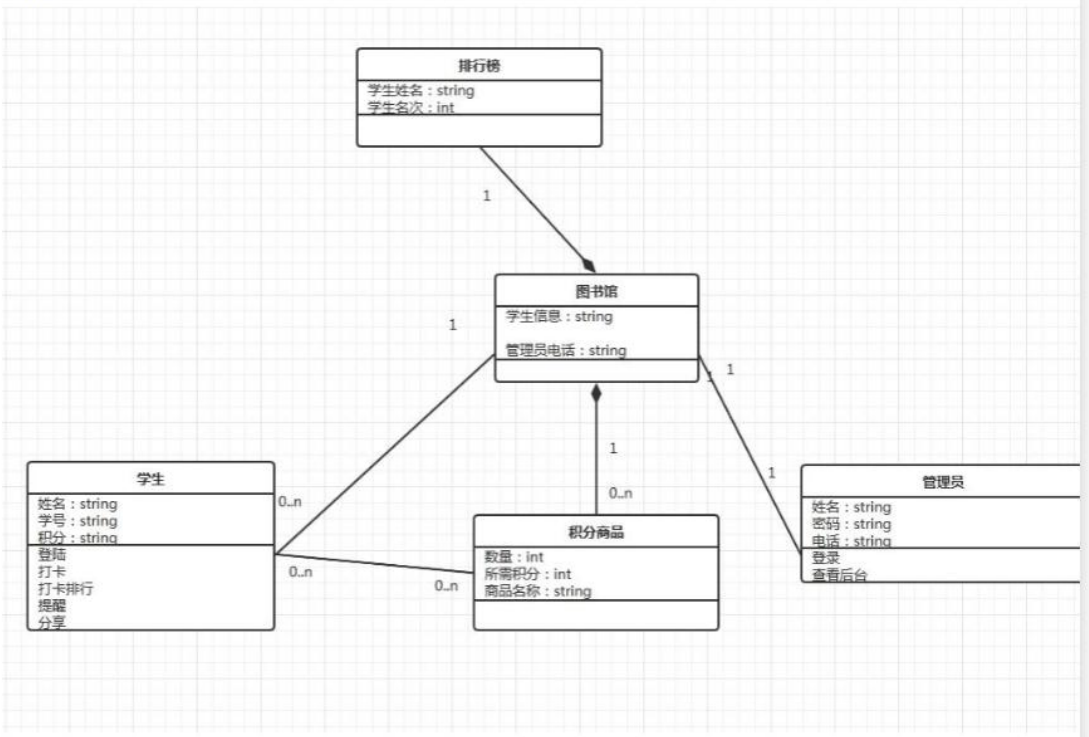 排行榜
学生姓名：string
学生名次：int
1
图书馆
学生信息：string
管理员电话：string
1
1
1
1
0..n
1
学生
姓名：string
学号：string
积分：string
登陆
打卡
打卡排行
提醒
分享
0..n
0..n
0..n
积分商品
数量：int
所需积分：int
商品名称：string
管理员
姓名：string
密码：string
电话：string
登录
查看后台